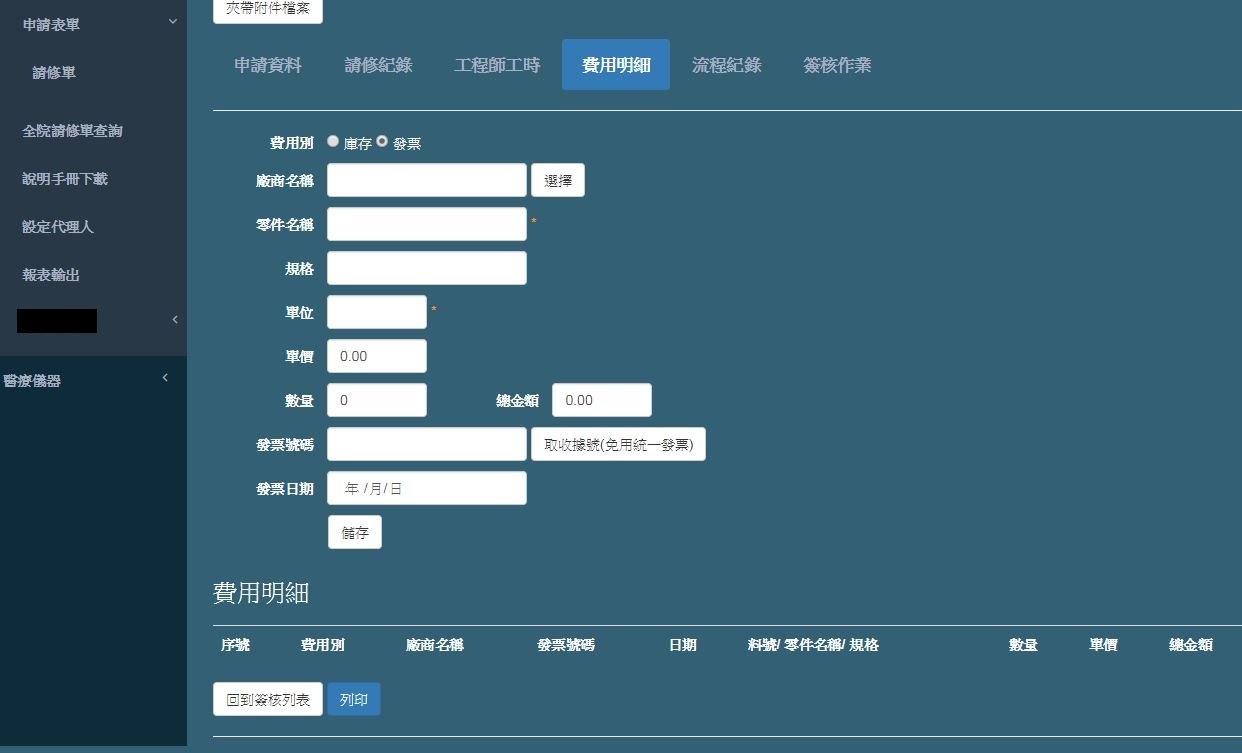 申請表單
請修單
全院請修單查詢
說明手冊下載
設定代理人
報表輸出
醫療儀器
夾帶附件檔案
申請資料 請修紀錄 工程師工時 費用明細 流程紀錄 簽核作業
費用別 庫存 發票
廠商名稱 選擇
零件名稱 *
規格
單位 *
單價 0.00
數量 0 總金額 0.00
發票號碼 取收據號(免用統一發票)
發票日期 年 /月/日
儲存
費用明細
序號 費用別 廠商名稱 發票號碼 日期 料號/ 零件名稱/ 規格 數量 單價 總金額
回到簽核列表 列印